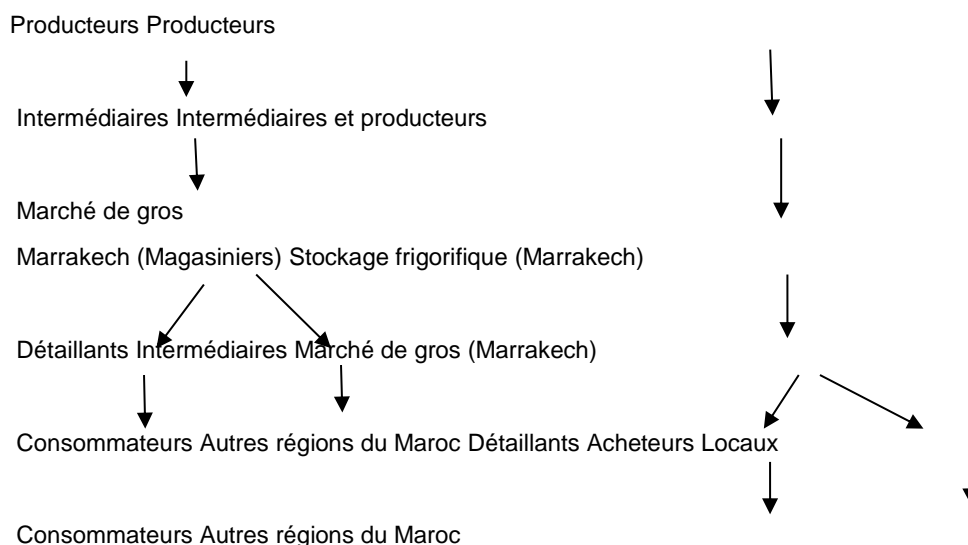 Producteurs Producteurs
Intermédiaires Intermédiaires et producteurs
Marché de gros
Marrakech (Magasiniers) Stockage frigorifique (Marrakech)
Détaillants Intermédiaires Marché de gros (Marrakech)
Consommateurs Autres régions du Maroc Détaillants Acheteurs Locaux
Consommateurs Autres régions du Maroc